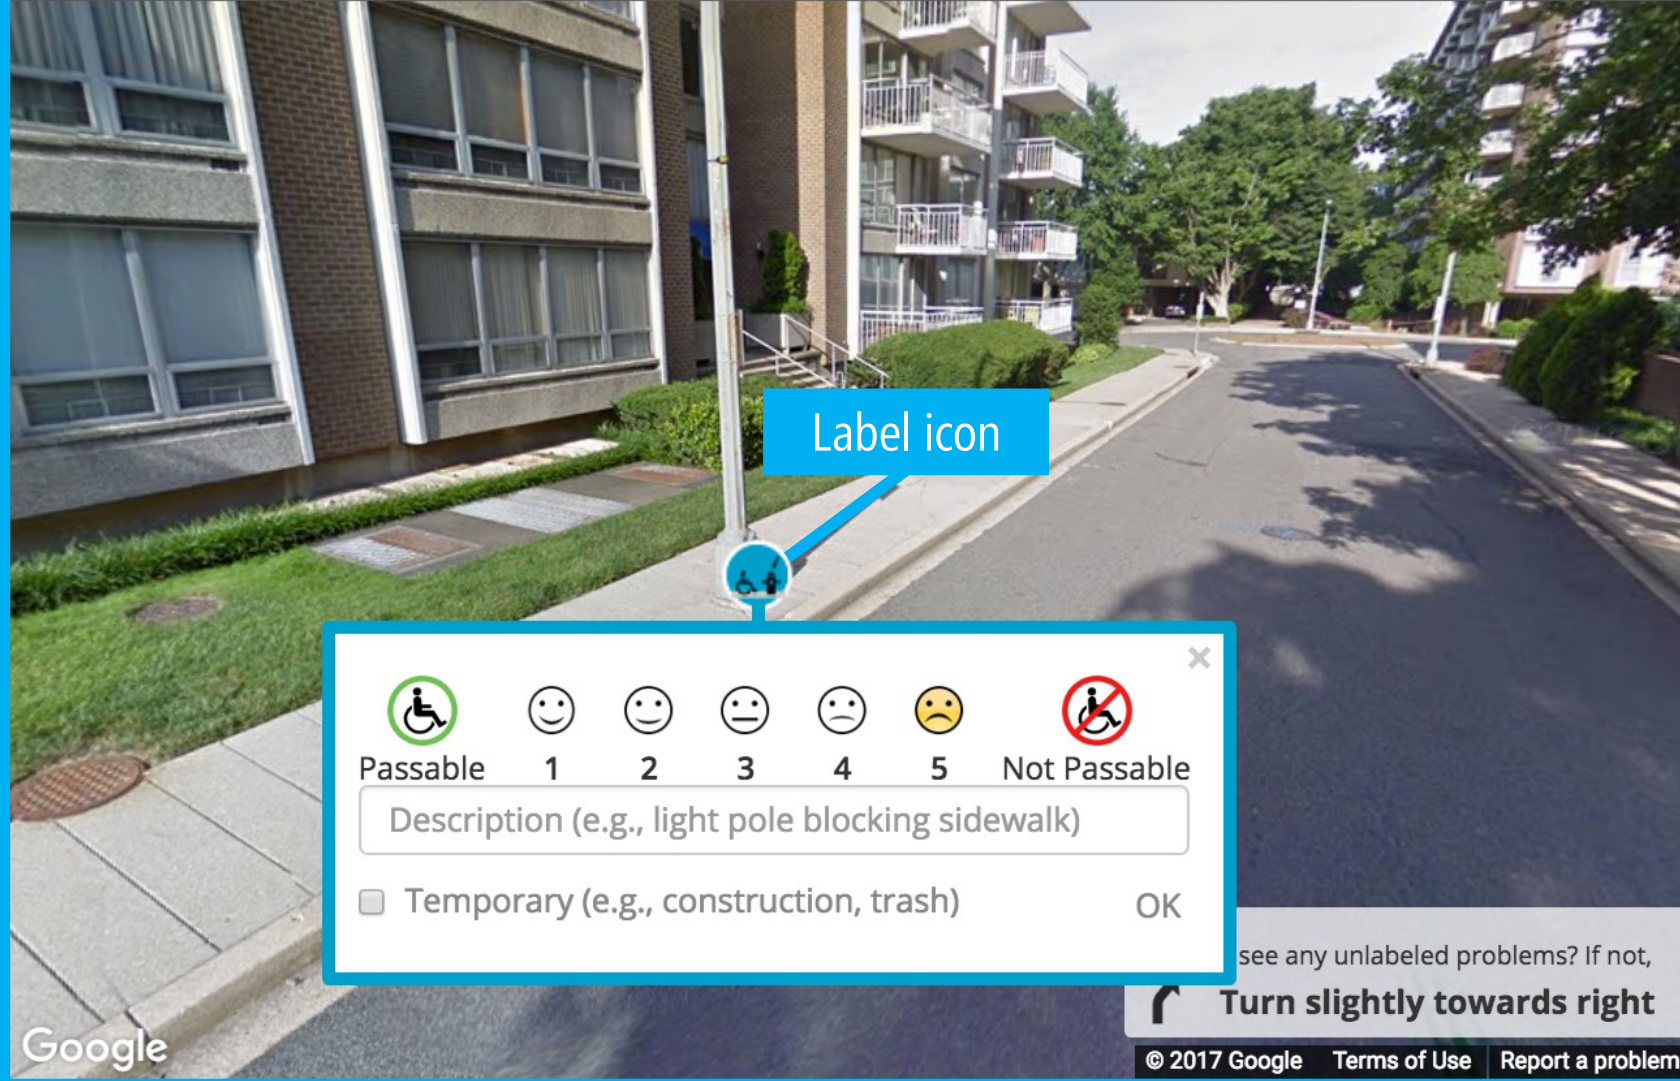 Label icon
Passable 1 2 3 4 5 Not Passable
Description (e.g., light pole blocking sidewalk)
Temporary (e.g., construction, trash)
OK
see any unlabeled problems? If not,
Turn slightly towards right
Google
© 2017 Google Terms of Use Report a problem